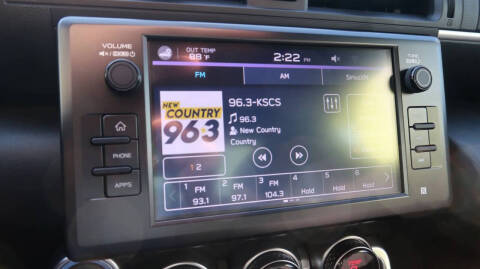 VOLUME
TUNE
OUT TEMP
88 °F
2:22 PM
FM
AM
SiriusXM
NEW
COUNTRY
96.3
96.3-KSCS
96.3
New Country
Country
1 2
1 FM 93.1
2 FM 97.1
3 FM 104.3
4 Hold
5 Hold
6 Hold
PHONE
APPS